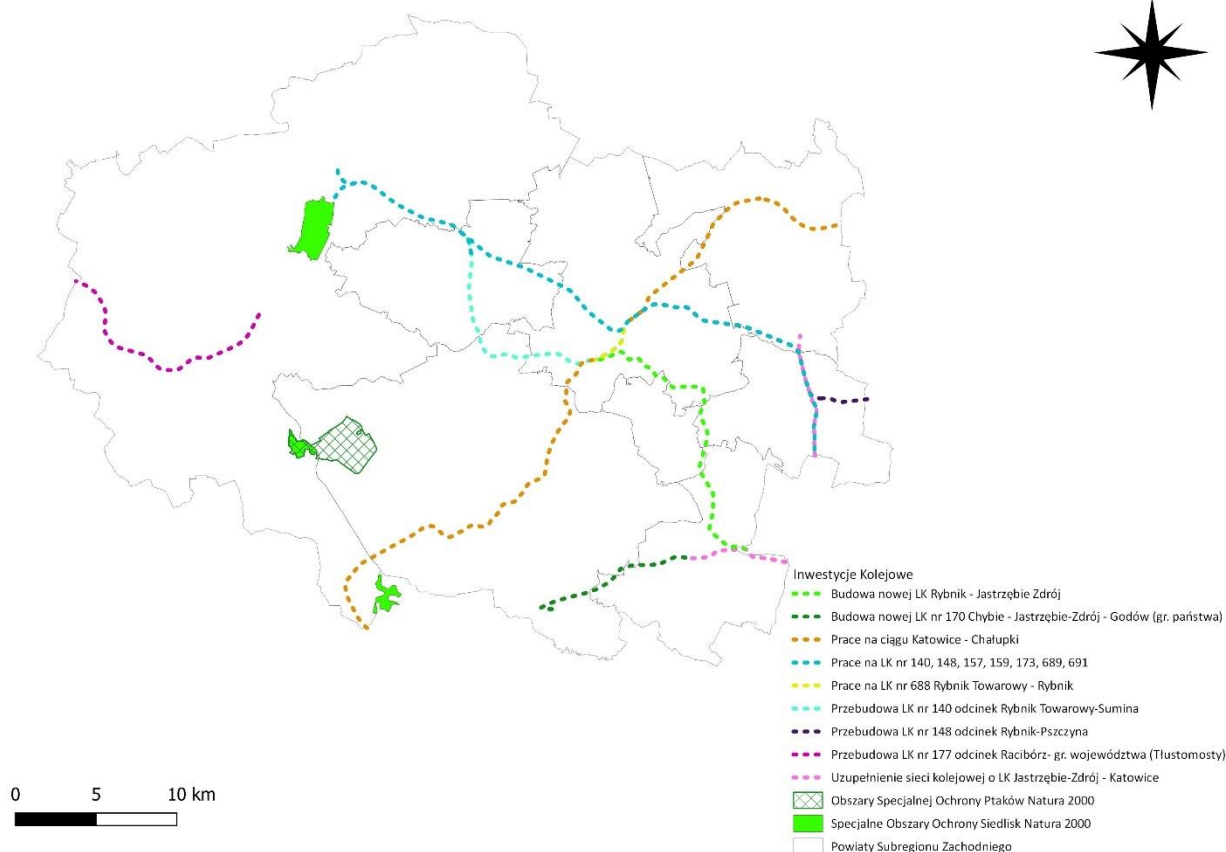 Inwestycje Kolejowe
Budowa nowej LK Rybnik - Jastrzębie Zdrój
Budowa nowej LK nr 170 Chybie - Jastrzębie-Zdrój - Godów (gr. państwa)
Prace na ciągu Katowice - Chałupki
Prace na LK nr 140, 148, 157, 159, 173, 689, 691
Prace na LK nr 688 Rybnik Towarowy - Rybnik
Przebudowa LK nr 140 odcinek Rybnik Towarowy-Sumina
Przebudowa LK nr 148 odcinek Rybnik-Pszczyna
Przebudowa LK nr 177 odcinek Racibórz- gr. województwa (Tłustomosty)
Uzupełnienie sieci kolejowej o LK Jastrzębie-Zdrój - Katowice
Obszary Specjalnej Ochrony Ptaków Natura 2000
Specjalne Obszary Ochrony Siedlisk Natura 2000
Powiaty Subregionu Zachodniego
0 5 10 km